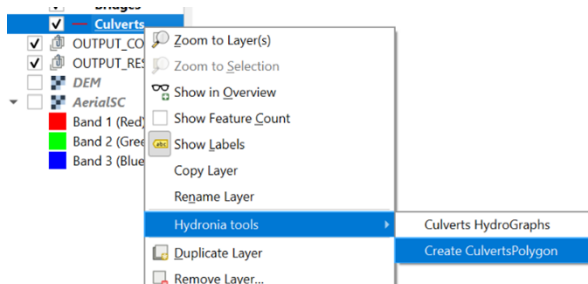 Bridges
Culverts
OUTPUT_CO
OUTPUT_RES
DEM
AerialSC
Band 1 (Red)
Band 2 (Gree
Band 3 (Blue
Zoom to Layer(s)
Zoom to Selection
Show in Overview
Show Feature Count
abc Show Labels
Copy Layer
Rename Layer
Hydronia tools
Duplicate Layer
Remove Layer...
Culverts HydroGraphs
Create CulvertsPolygon